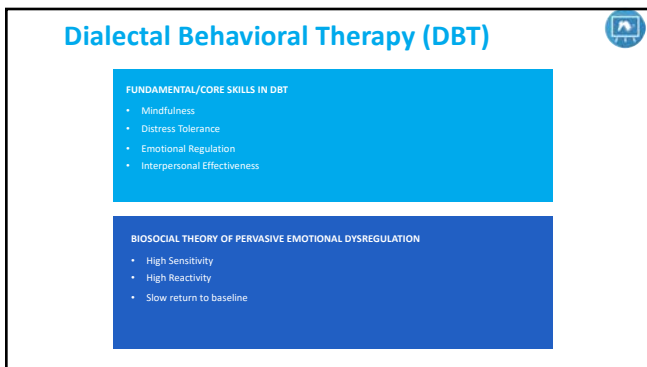 Dialectal Behavioral Therapy (DBT)
FUNDAMENTAL/CORE SKILLS IN DBT
• Mindfulness
• Distress Tolerance
• Emotional Regulation
• Interpersonal Effectiveness
BIOSOCIAL THEORY OF PERVASIVE EMOTIONAL DYSREGULATION
• High Sensitivity
• High Reactivity
• Slow return to baseline